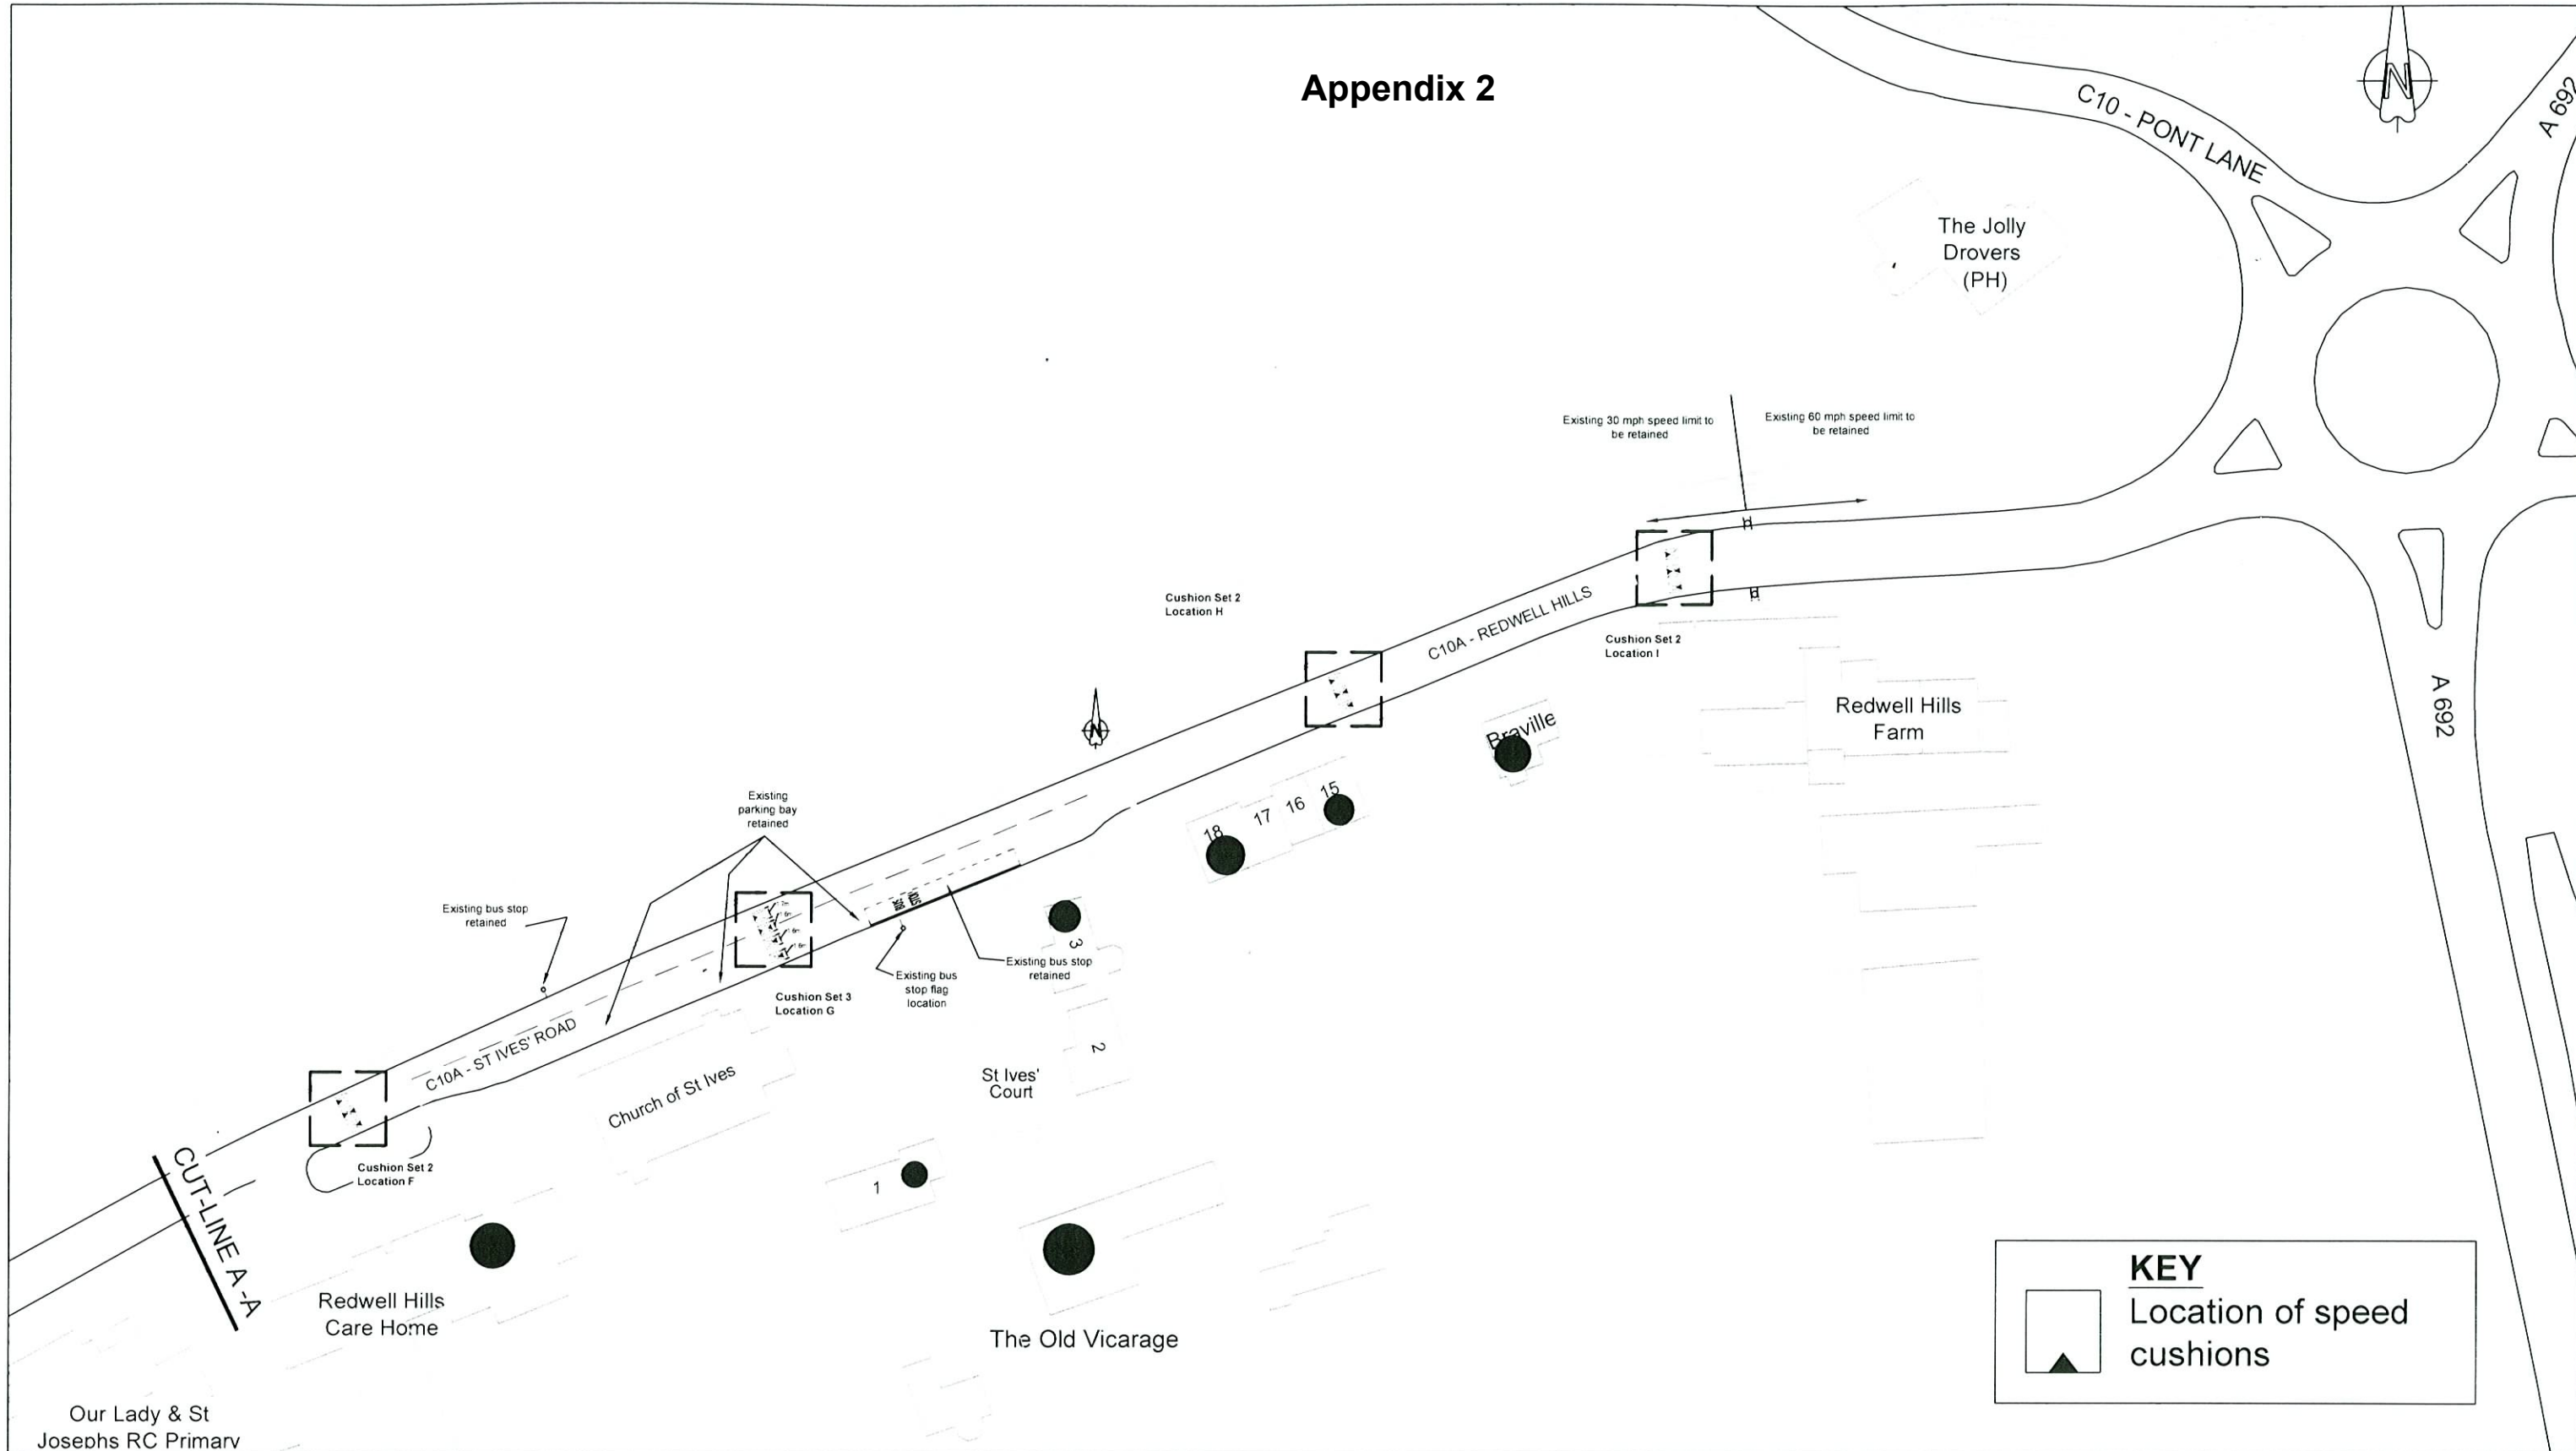 Appendix 2
N
A 692
C10 - PONT LANE
The Jolly
Drovers
(PH)
Existing 30 mph speed limit to
be retained
Existing 60 mph speed limit to
be retained
Cushion Set 2
Location H
C10A - REDWELL HILLS
Cushion Set 2
Location I
N
Braville
Redwell Hills
Farm
A 692
15
16
17
18
Existing
parking bay
retained
Existing bus stop
retained
BUS
STOP
3
Existing bus stop
retained
Existing bus
stop flag
location
Cushion Set 3
Location G
C10A - ST IVES' ROAD
2
St Ives'
Court
Church of St Ives
CUT-LINE A -A
Cushion Set 2
Location F
1
Redwell Hills
Care Home
The Old Vicarage
KEY
Location of speed
cushions
Our Lady & St
Josephs RC Primary